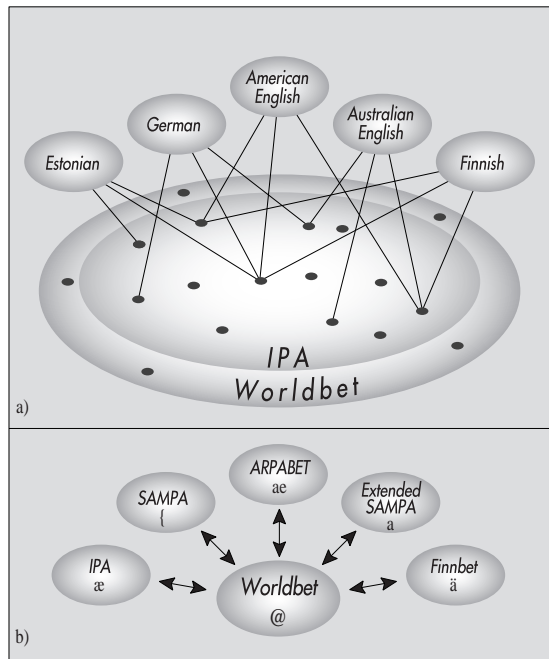 American
English
German
Australian
English
Estonian
Finnish
IPA
Worldbet
a)
ARPABET
ae
SAMPA
{
Extended
SAMPA
a
IPA
æ
Worldbet
@
Finnbet
ä
b)